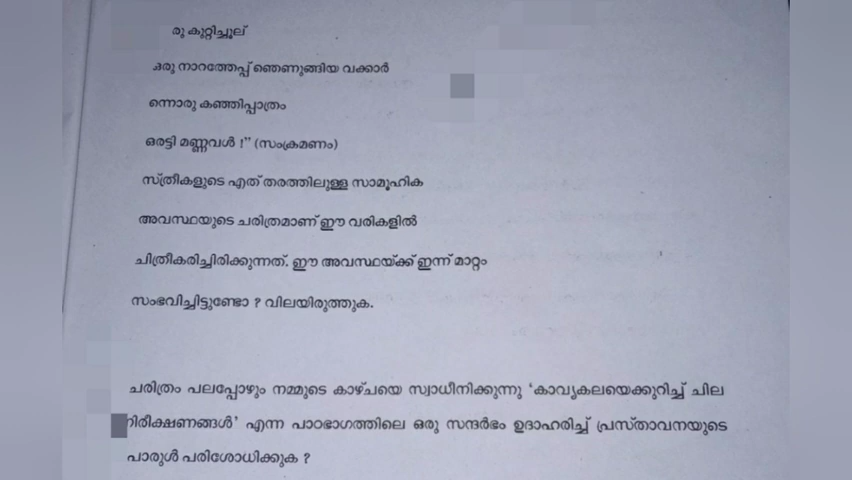 രു കുറ്റിച്ചൂല്
ഒരു നാറത്തേപ്പ് ഞെണുങ്ങിയ വക്കാർ
ന്നൊരു കഞ്ഞിപ്പാത്രം
ഒരട്ടി മണ്ണവൾ !" (സംക്രമണം)
സ്ത്രീകളുടെ എത് തരത്തിലുള്ള സാമൂഹിക
അവസ്ഥയുടെ ചരിത്രമാണ് ഈ വരികളിൽ
ചിത്രീകരിച്ചിരിക്കുന്നത്. ഈ അവസ്ഥയ്ക്ക് ഇന്ന് മാറ്റം
സംഭവിച്ചിട്ടുണ്ടോ ? വിലയിരുത്തുക.
ചരിത്രം പലപ്പോഴും നമ്മുടെ കാഴ്ചയെ സ്വാധീനിക്കുന്നു 'കാവ്യകലയെക്കുറിച്ച് ചില
നിരീക്ഷണങ്ങൾ' എന്ന പാഠഭാഗത്തിലെ ഒരു സന്ദർഭം ഉദാഹരിച്ച് പ്രസ്താവനയുടെ
പൊരുൾ പരിശോധിക്കുക ?